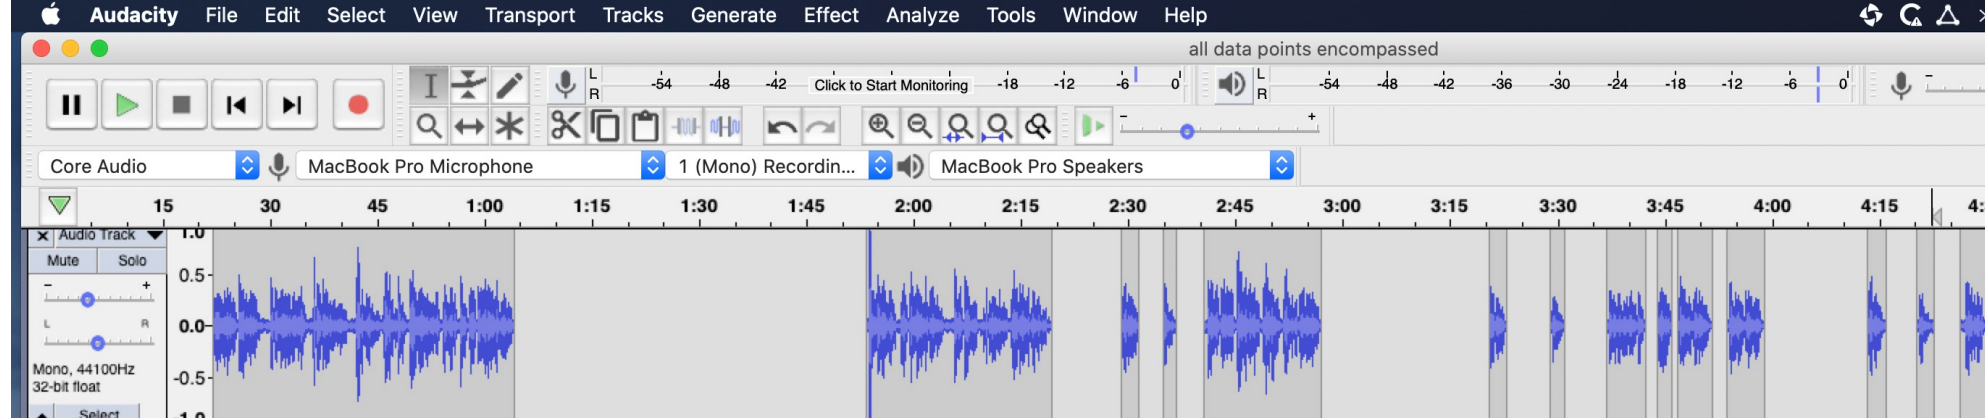 Audacity File Edit Select View Transport Tracks Generate Effect Analyze Tools Window Help
all data points encompassed
L -54 -48 -42 Click to Start Monitoring -18 -12 -6 0 L -54 -48 -42 -36 -30 -24 -18 -12 -6 0
R R
- +
Core Audio MacBook Pro Microphone 1 (Mono) Recordin... MacBook Pro Speakers
15 30 45 1:00 1:15 1:30 1:45 2:00 2:15 2:30 2:45 3:00 3:15 3:30 3:45 4:00 4:15 4:
x Audio Track 1.0
Mute Solo 0.5
- +
L R 0.0
Mono, 44100Hz
32-bit float -0.5
Select -1.0